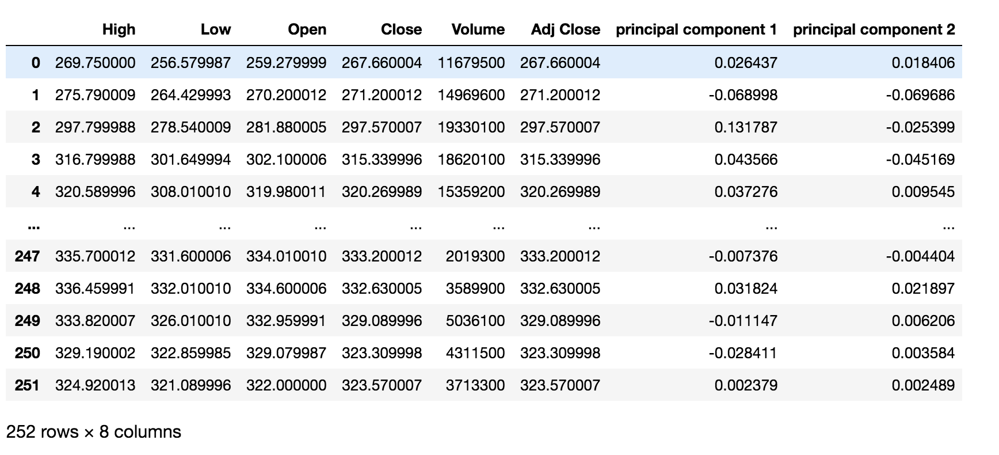 High Low Open Close Volume Adj Close principal component 1 principal component 2
0 269.750000 256.579987 259.279999 267.660004 11679500 267.660004 0.026437 0.018406
1 275.790009 264.429993 270.200012 271.200012 14969600 271.200012 -0.068998 -0.069686
2 297.799988 278.540009 281.880005 297.570007 19330100 297.570007 0.131787 -0.025399
3 316.799988 301.649994 302.100006 315.339996 18620100 315.339996 0.043566 -0.045169
4 320.589996 308.010010 319.980011 320.269989 15359200 320.269989 0.037276 0.009545
... ... ... ... ... ... ... ... ...
247 335.700012 331.600006 334.010010 333.200012 2019300 333.200012 -0.007376 -0.004404
248 336.459991 332.010010 334.600006 332.630005 3589900 332.630005 0.031824 0.021897
249 333.820007 326.010010 332.959991 329.089996 5036100 329.089996 -0.011147 0.006206
250 329.190002 322.859985 329.079987 323.309998 4311500 323.309998 -0.028411 0.003584
251 324.920013 321.089996 322.000000 323.570007 3713300 323.570007 0.002379 0.002489
252 rows × 8 columns